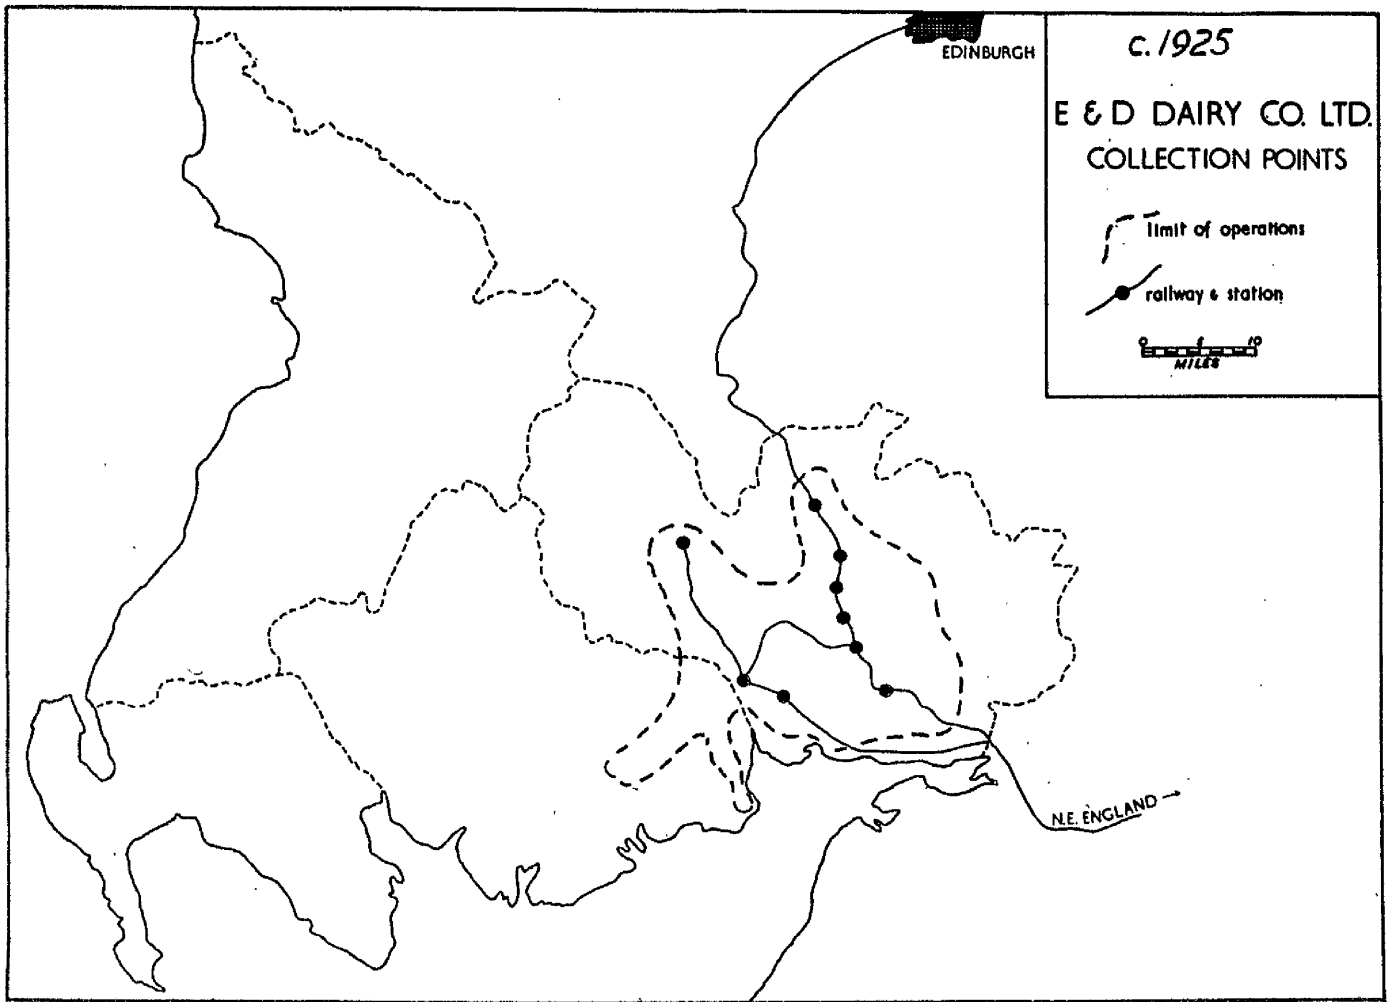 EDINBURGH
c. 1925
E & D DAIRY CO. LTD.
COLLECTION POINTS
limit of operations
railway & station
0 5 10
MILES
N.E. ENGLAND →